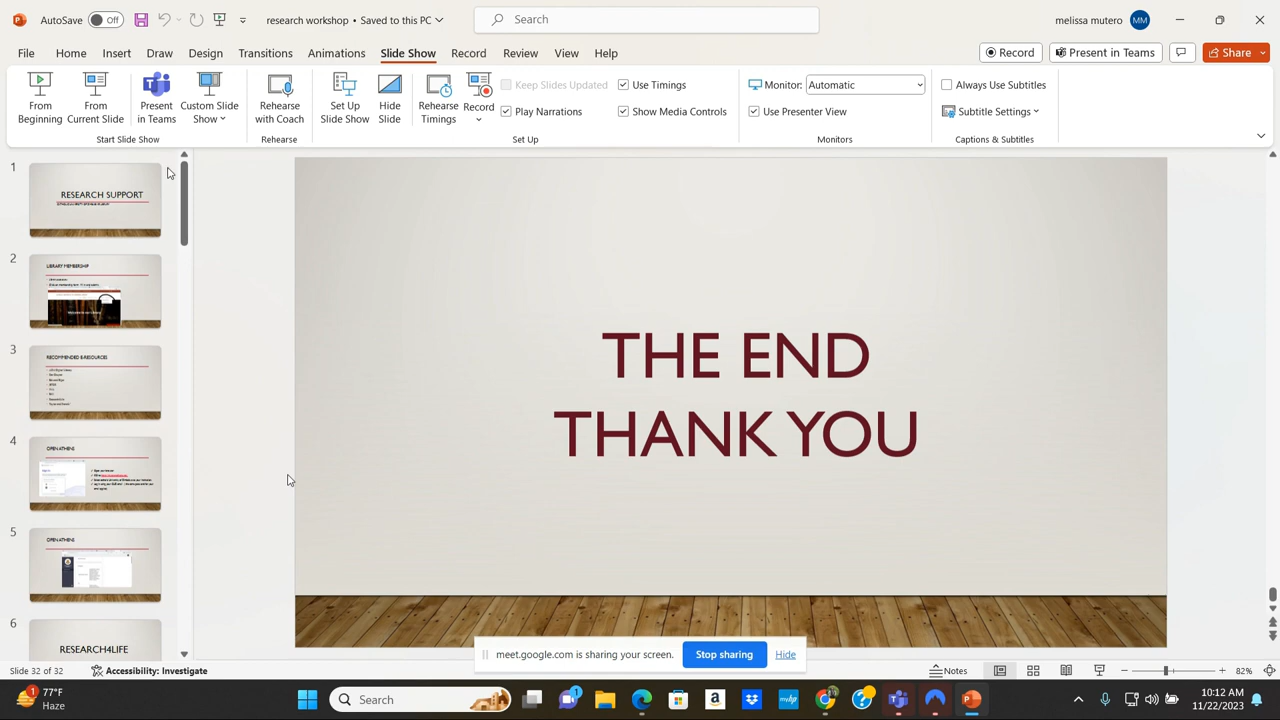 AutoSave Off research workshop • Saved to this PC Search melissa mutero MM
File Home Insert Draw Design Transitions Animations Slide Show Record Review View Help Record Present in Teams Share
From Beginning
From Current Slide
Present in Teams
Custom Slide Show
Rehearse with Coach
Set Up Slide Show
Hide Slide
Rehearse Timings
Record
Keep Slides Updated
Play Narrations
Use Timings
Show Media Controls
Monitor: Automatic
Use Presenter View
Always Use Subtitles
Subtitle Settings
Start Slide Show Rehearse Set Up Monitors Captions & Subtitles
1
RESEARCH SUPPORT
2
LIBRARY MEMBERSHIP
3
RECOMMENDED E-RESOURCES
4
OPEN ATHENS
5
OPEN ATHENS
6
RESEARCH4LIFE
THE END
THANK YOU
meet.google.com is sharing your screen. Stop sharing Hide
Slide 32 of 32 Accessibility: Investigate Notes 82%
1 77°F
Haze
Search
1
10:12 AM
11/22/2023